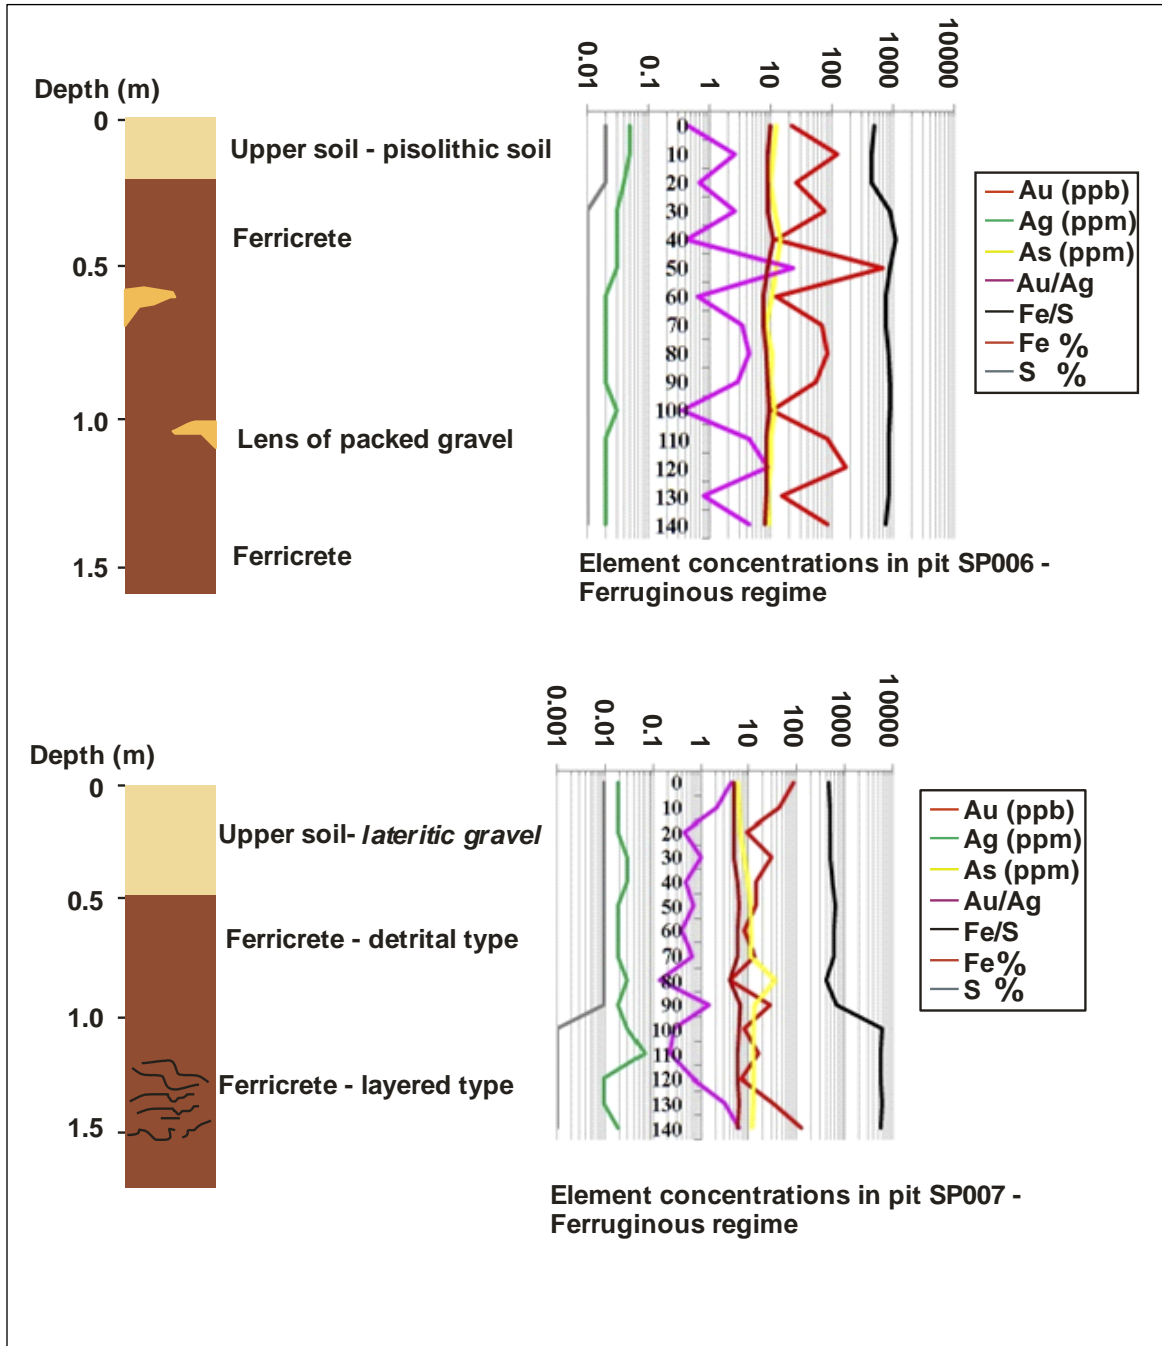 0.01
0.1
1
10
100
1000
10000
Depth (m)
0
0.5
1.0
1.5
Upper soil - pisolithic soil
Ferricrete
Lens of packed gravel
Ferricrete
0
10
20
30
40
50
60
70
80
90
100
110
120
130
140
Au (ppb)
Ag (ppm)
As (ppm)
Au/Ag
Fe/S
Fe %
S %
Element concentrations in pit SP006 -
Ferruginous regime
0.001
0.01
0.1
1
10
100
1000
10000
Depth (m)
0
0.5
1.0
1.5
Upper soil- lateritic gravel
Ferricrete - detrital type
Ferricrete - layered type
0
10
20
30
40
50
60
70
80
90
100
110
120
130
140
Au (ppb)
Ag (ppm)
As (ppm)
Au/Ag
Fe/S
Fe%
S %
Element concentrations in pit SP007 -
Ferruginous regime